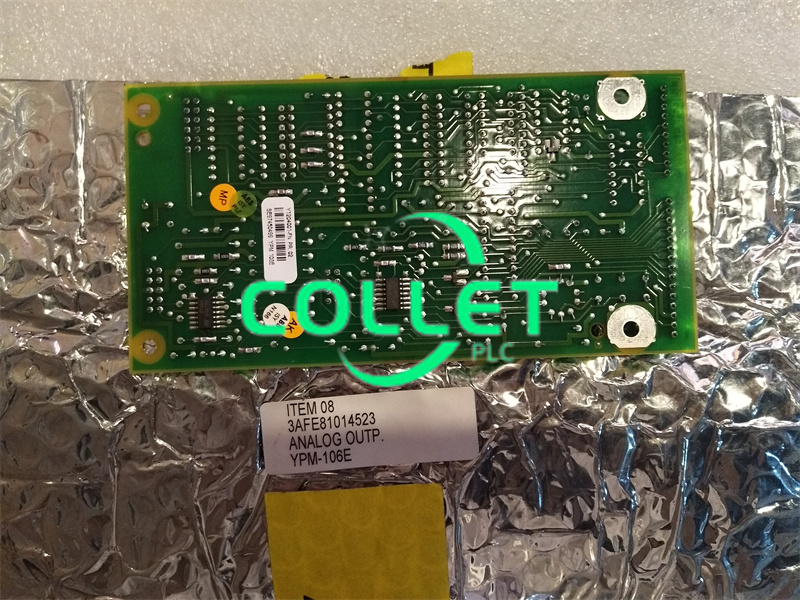 MP
COLLET
PLC
ITEM 08
3AFE81014523
ANALOG OUTP.
YPM-106E